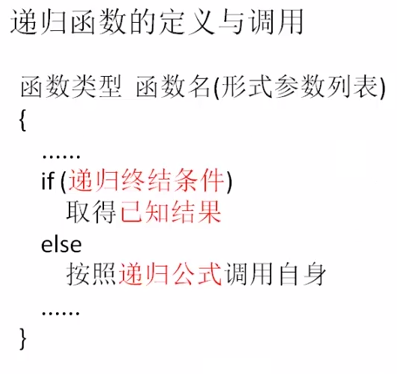 递归函数的定义与调用
函数类型 函数名(形式参数列表)
{
......
if (递归终结条件)
取得已知结果
else
按照递归公式调用自身
......
}